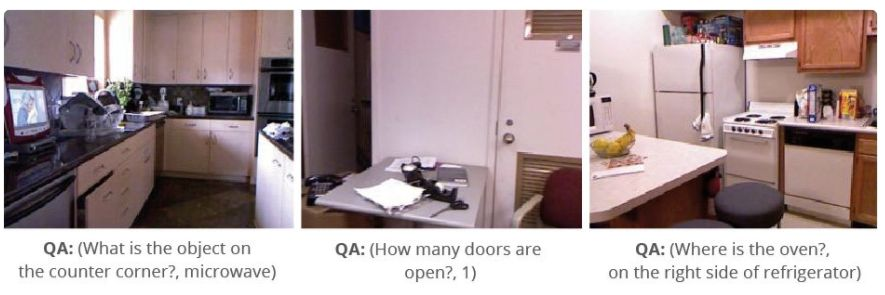 QA: (What is the object on
the counter corner?, microwave)
QA: (How many doors are
open?, 1)
QA: (Where is the oven?,
on the right side of refrigerator)